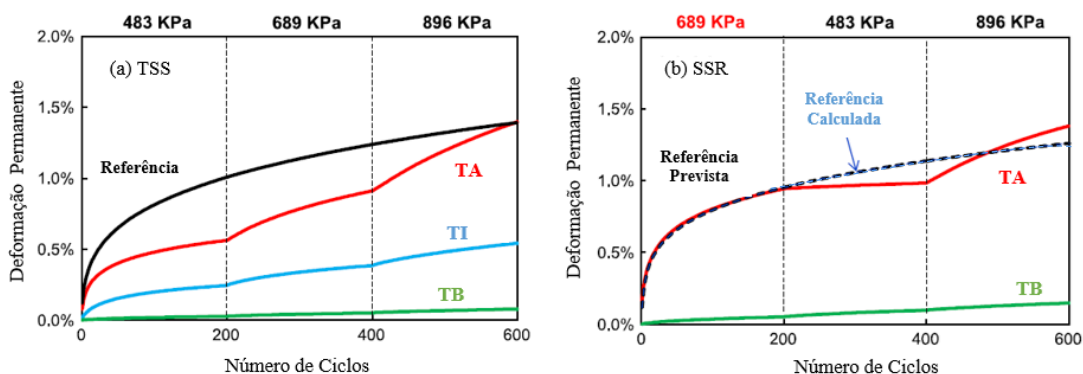 483 KPa 689 KPa 896 KPa
2.0%
1.5%
1.0%
0.5%
0.0%
Deformação Permanente
(a) TSS
Referência
TA
TI
TB
0 200 400 600
Número de Ciclos
689 KPa 483 KPa 896 KPa
2.0%
1.5%
1.0%
0.5%
0.0%
Deformação Permanente
(b) SSR
Referência
Calculada
Referência
Prevista
TA
TB
0 200 400 600
Número de Ciclos